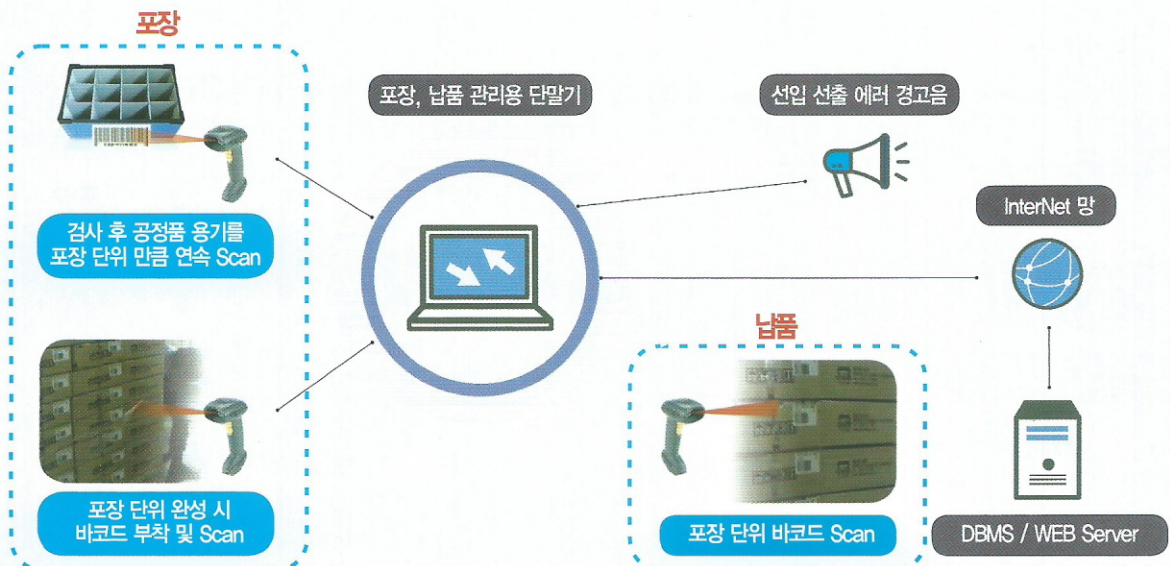 포장
포장, 납품 관리용 단말기
선입 선출 에러 경고음
InterNet 망
검사 후 공정품 용기를
포장 단위 만큼 연속 Scan
납품
포장 단위 완성 시
바코드 부착 및 Scan
포장 단위 바코드 Scan
DBMS / WEB Server